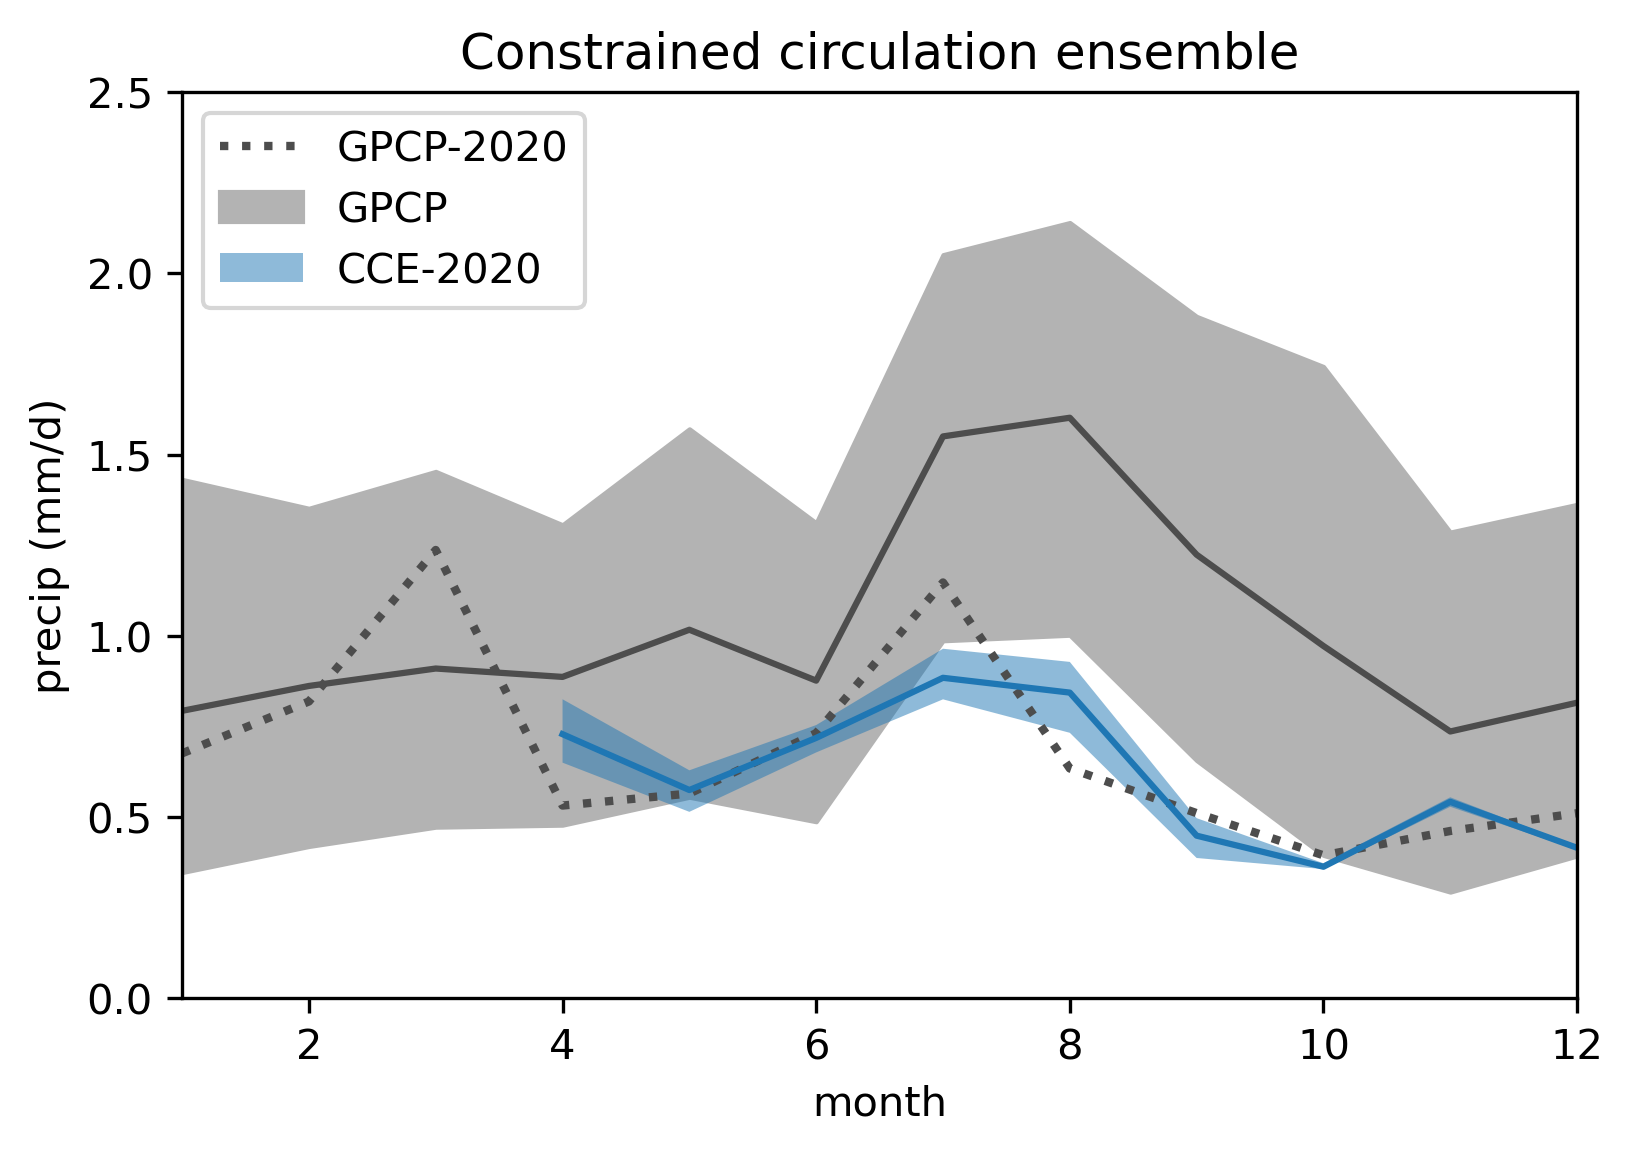 Constrained circulation ensemble
2.5
2.0
1.5
1.0
0.5
0.0
precip (mm/d)
GPCP-2020
GPCP
CCE-2020
2 4 6 8 10 12
month